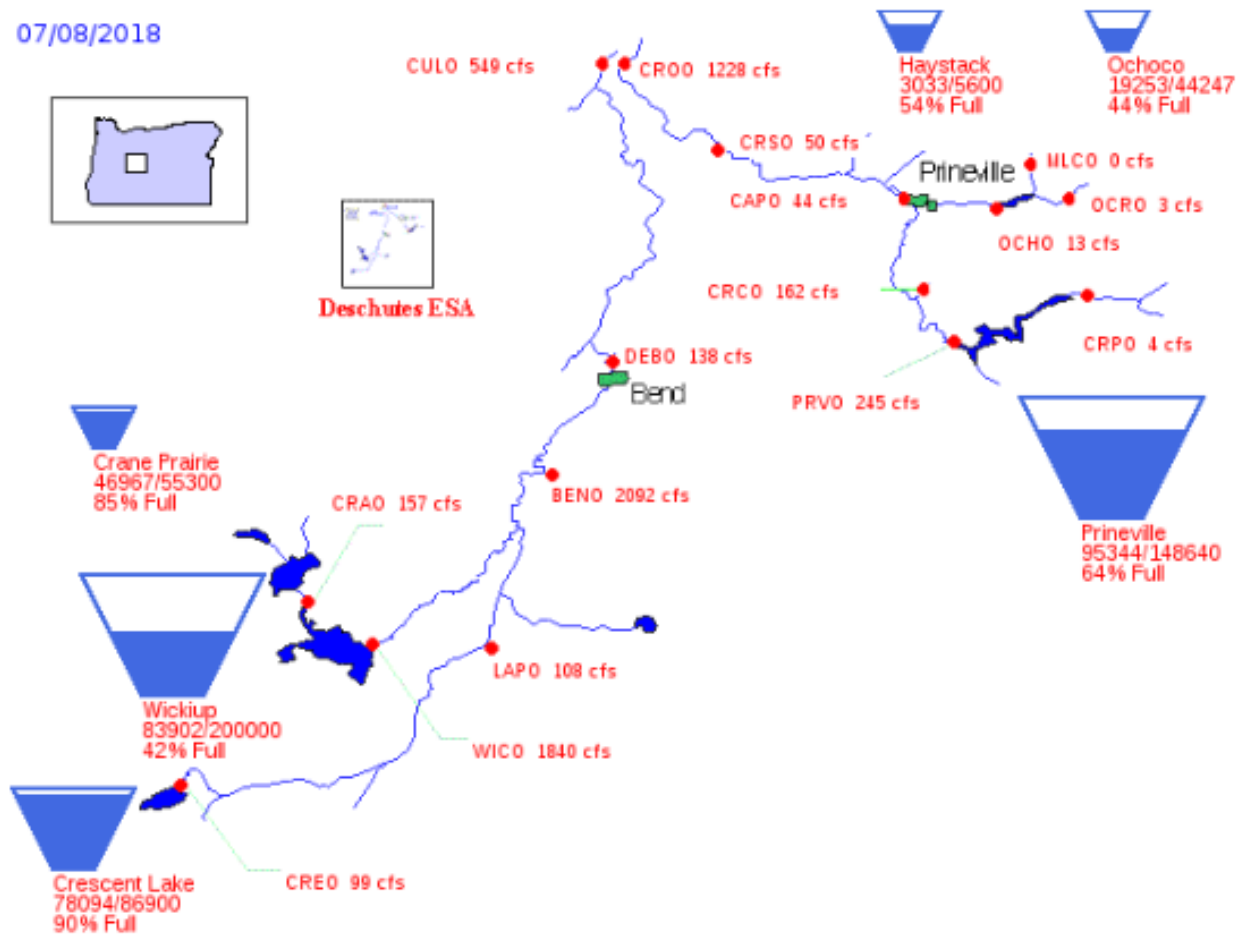 07/08/2018
CULO 549 cfs
CROO 1228 cfs
Haystack
3033/5600
54% Full
Ochoco
19253/44247
44% Full
CRSO 50 cfs
Prineville
MLCO 0 cfs
CAPO 44 cfs
OCRO 3 cfs
OCHO 13 cfs
Deschutes ESA
CRCO 162 cfs
CRPO 4 cfs
DEBO 138 cfs
Bend
PRVO 245 cfs
Crane Prairie
46967/55300
85% Full
CRAO 157 cfs
BENO 2092 cfs
Prineville
95344/148640
64% Full
LAPO 108 cfs
Wickiup
83902/200000
42% Full
WICO 1840 cfs
CREO 99 cfs
Crescent Lake
78094/86900
90% Full